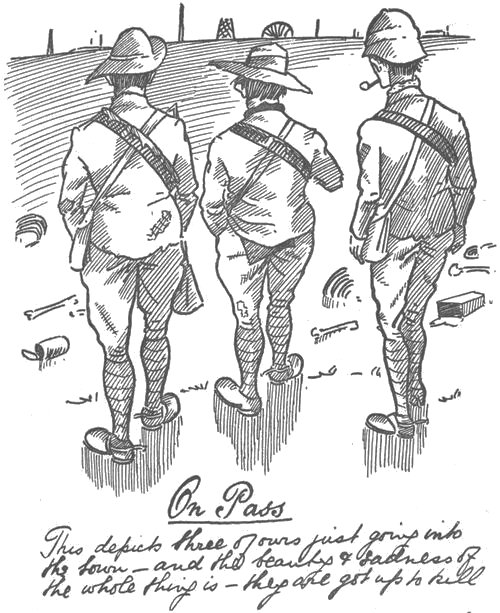 On Pass
This depicts three of ours just going into
the town – and the beauty & sadness of
the whole thing is – they are got up to kill